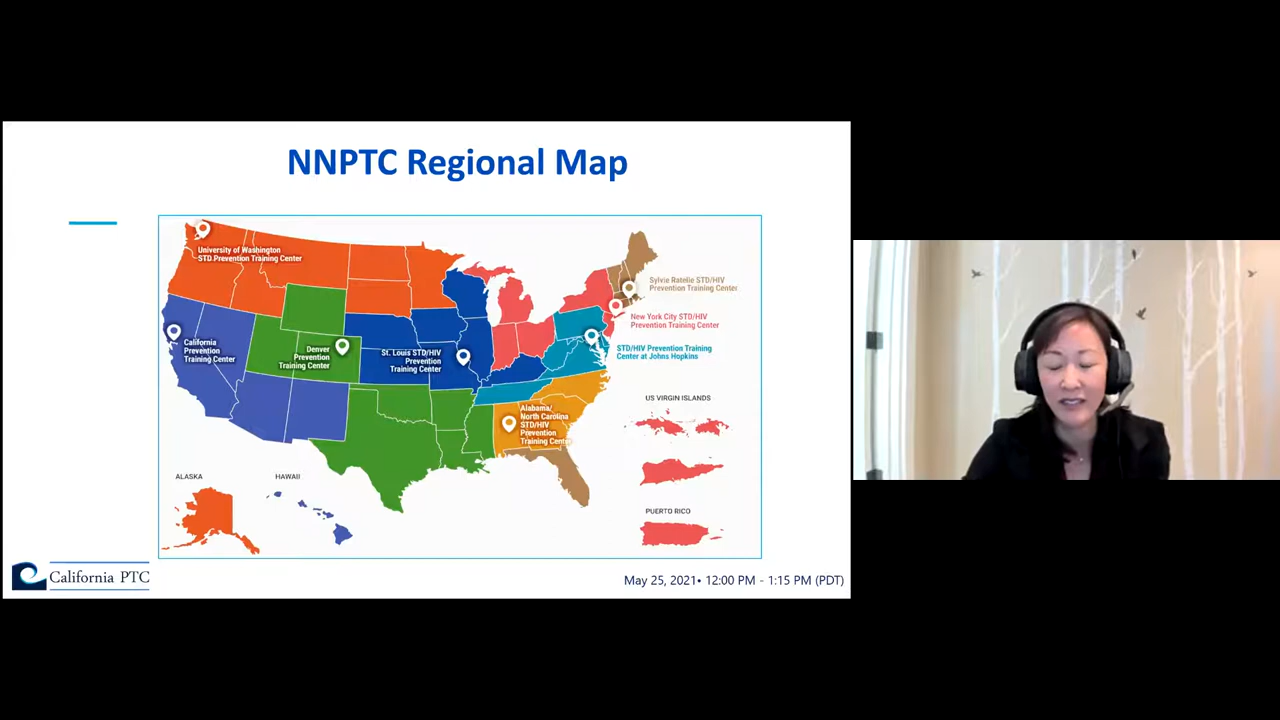 NNPTC Regional Map
University of Washington
STD Prevention Training Center
California
Prevention
Training Center
Denver
Prevention
Training Center
St. Louis STD/HIV
Prevention
Training Center
Alabama/
North Carolina
STD/HIV
Prevention
Training Center
Sylvie Ratelle STD/HIV
Prevention Training Center
New York City STD/HIV
Prevention Training Center
STD/HIV Prevention Training
Center at Johns Hopkins
US VIRGIN ISLANDS
PUERTO RICO
ALASKA
HAWAII
California PTC
May 25, 2021• 12:00 PM - 1:15 PM (PDT)